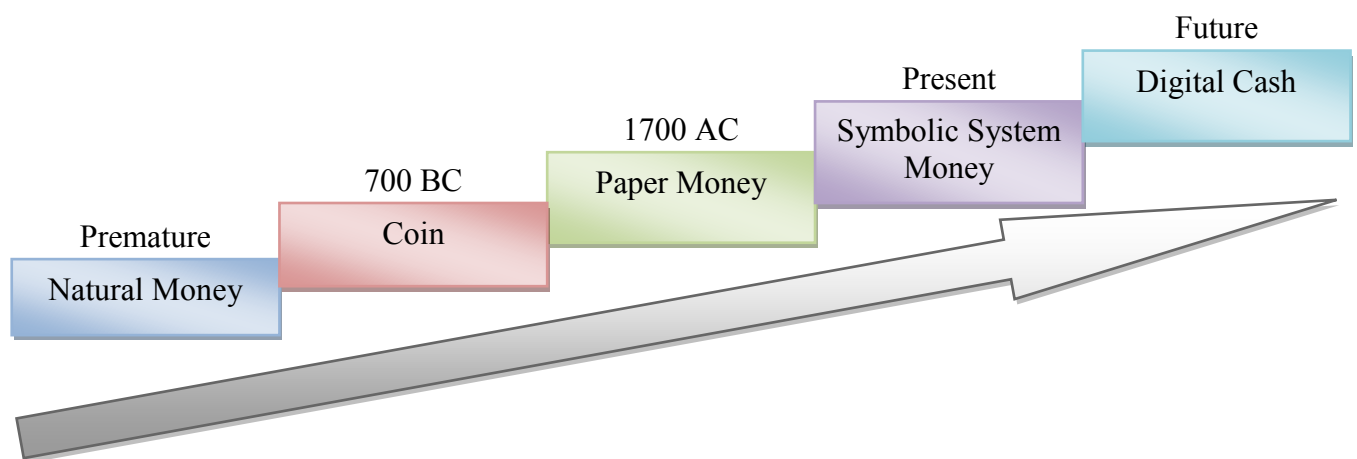 Premature
Natural Money
700 BC
Coin
1700 AC
Paper Money
Present
Symbolic System
Money
Future
Digital Cash